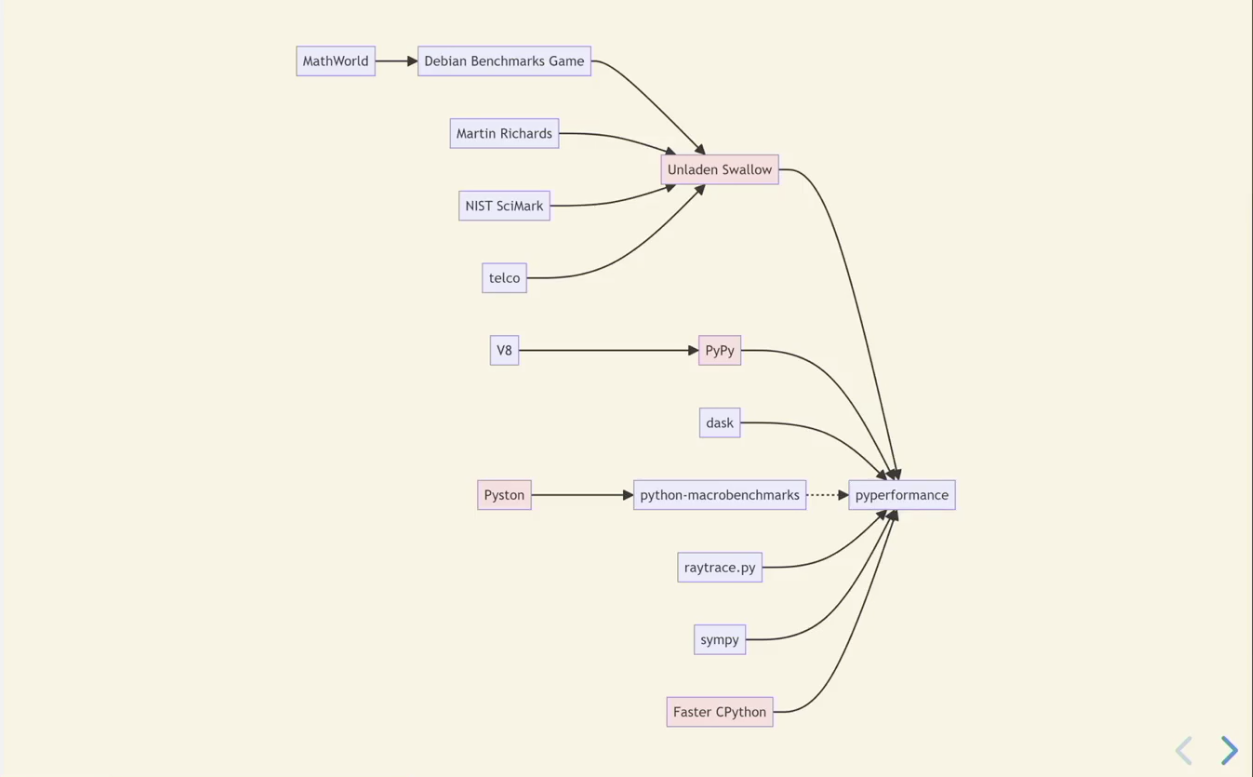 MathWorld
Debian Benchmarks Game
Martin Richards
Unladen Swallow
NIST SciMark
telco
V8
PyPy
dask
Pyston
python-macrobenchmarks
pyperformance
raytrace.py
sympy
Faster CPython